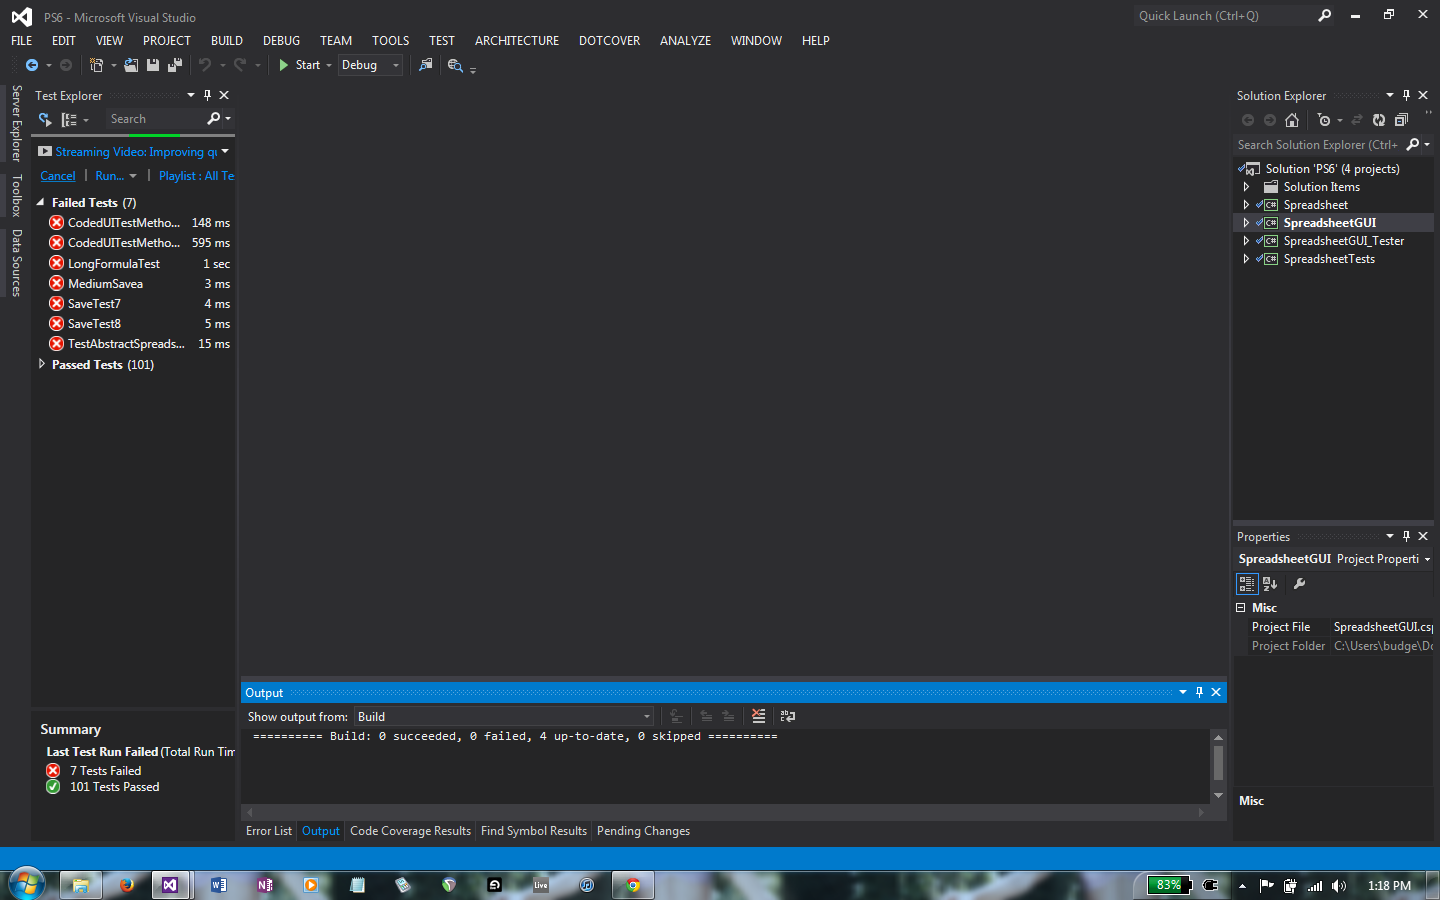 PS6 - Microsoft Visual Studio
Quick Launch (Ctrl+Q)
FILE EDIT VIEW PROJECT BUILD DEBUG TEAM TOOLS TEST ARCHITECTURE DOTCOVER ANALYZE WINDOW HELP
Start Debug
Server Explorer
Toolbox
Data Sources
Test Explorer
Search
Streaming Video: Improving qu
Cancel | Run... | Playlist : All Te
Failed Tests (7)
CodedUITestMetho... 148 ms
CodedUITestMetho... 595 ms
LongFormulaTest 1 sec
MediumSavea 3 ms
SaveTest7 4 ms
SaveTest8 5 ms
TestAbstractSpreads... 15 ms
Passed Tests (101)
Summary
Last Test Run Failed (Total Run Tim
7 Tests Failed
101 Tests Passed
Output
Show output from: Build
========== Build: 0 succeeded, 0 failed, 4 up-to-date, 0 skipped ==========
Error List Output Code Coverage Results Find Symbol Results Pending Changes
Solution Explorer
Search Solution Explorer (Ctrl+
Solution 'PS6' (4 projects)
Solution Items
C# Spreadsheet
C# SpreadsheetGUI
C# SpreadsheetGUI_Tester
C# SpreadsheetTests
Properties
SpreadsheetGUI Project Properti
Misc
Project File SpreadsheetGUI.csp
Project Folder C:\Users\budge\Do
Misc
Live
83%
1:18 PM